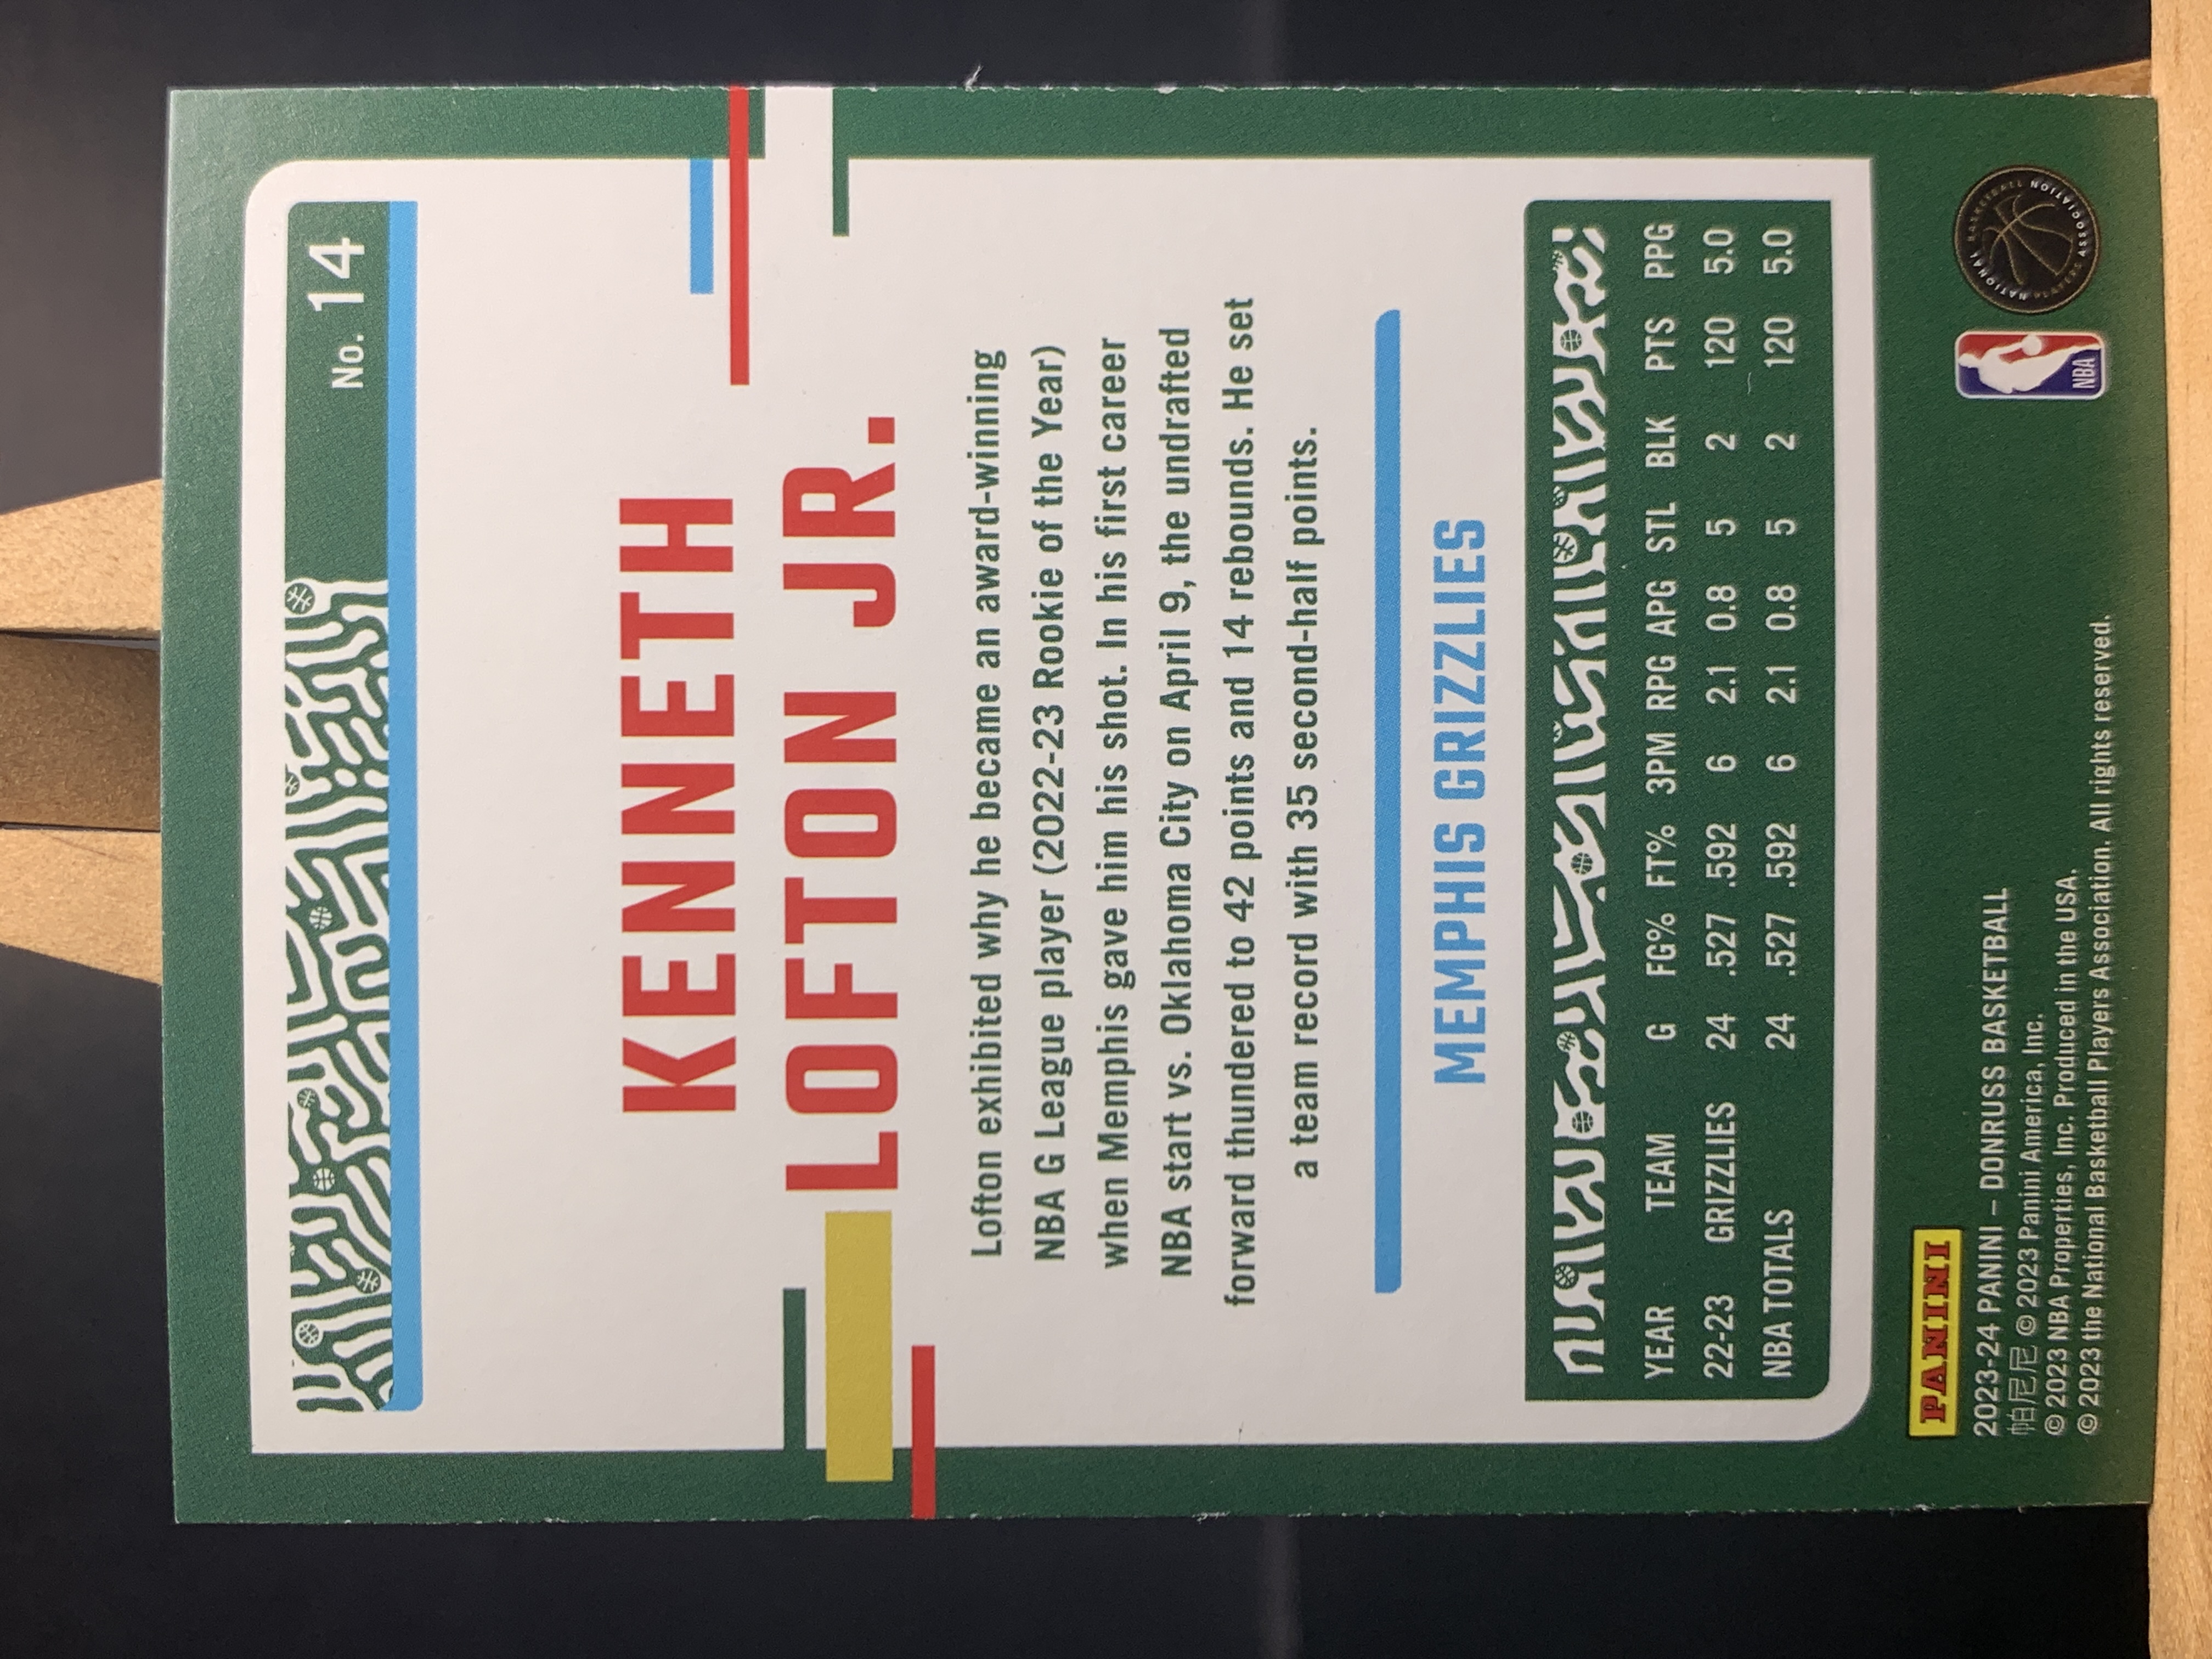 No. 14
KENNETH
LOFTON JR.
Lofton exhibited why he became an award-winning
NBA G League player (2022-23 Rookie of the Year)
when Memphis gave him his shot. In his first career
NBA start vs. Oklahoma City on April 9, the undrafted
forward thundered to 42 points and 14 rebounds. He set
a team record with 35 second-half points.
MEMPHIS GRIZZLIES
YEAR TEAM G FG% FT% 3PM RPG APG STL BLK PTS PPG
22-23 GRIZZLIES 24 .527 .592 6 2.1 0.8 5 2 120 5.0
NBA TOTALS 24 .527 .592 6 2.1 0.8 5 2 120 5.0
PANINI
NBA
NATIONAL BASKETBALL PLAYERS ASSOCIATION
2023-24 PANINI – DONRUSS BASKETBALL
帕尼尼 © 2023 Panini America, Inc.
© 2023 NBA Properties, Inc. Produced in the USA.
© 2023 the National Basketball Players Association. All rights reserved.